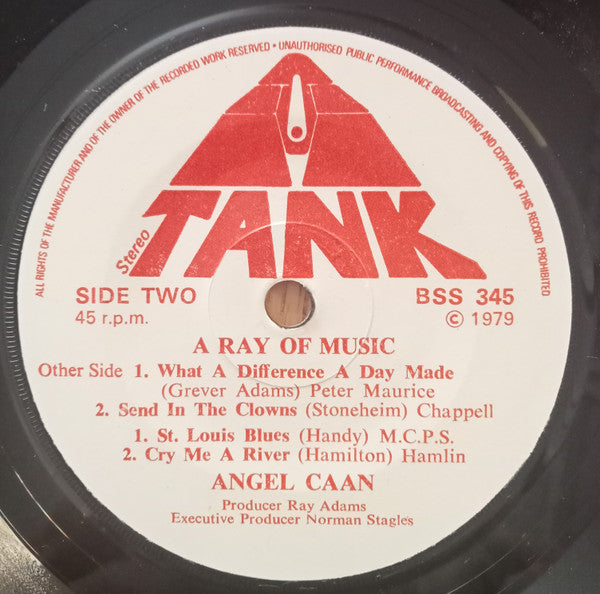 ALL RIGHTS OF THE MANUFACTURER AND OF THE OWNER OF THE RECORDED WORK RESERVED • UNAUTHORISED PUBLIC PERFORMANCE BROADCASTING AND COPYING OF THIS RECORD PROHIBITED
Stereo
TANK
SIDE TWO
BSS 345
45 r.p.m.
© 1979
A RAY OF MUSIC
Other Side 1. What A Difference A Day Made
(Grever Adams) Peter Maurice
2. Send In The Clowns (Stoneheim) Chappell
1. St. Louis Blues (Handy) M.C.P.S.
2. Cry Me A River (Hamilton) Hamlin
ANGEL CAAN
Producer Ray Adams
Executive Producer Norman Stagles